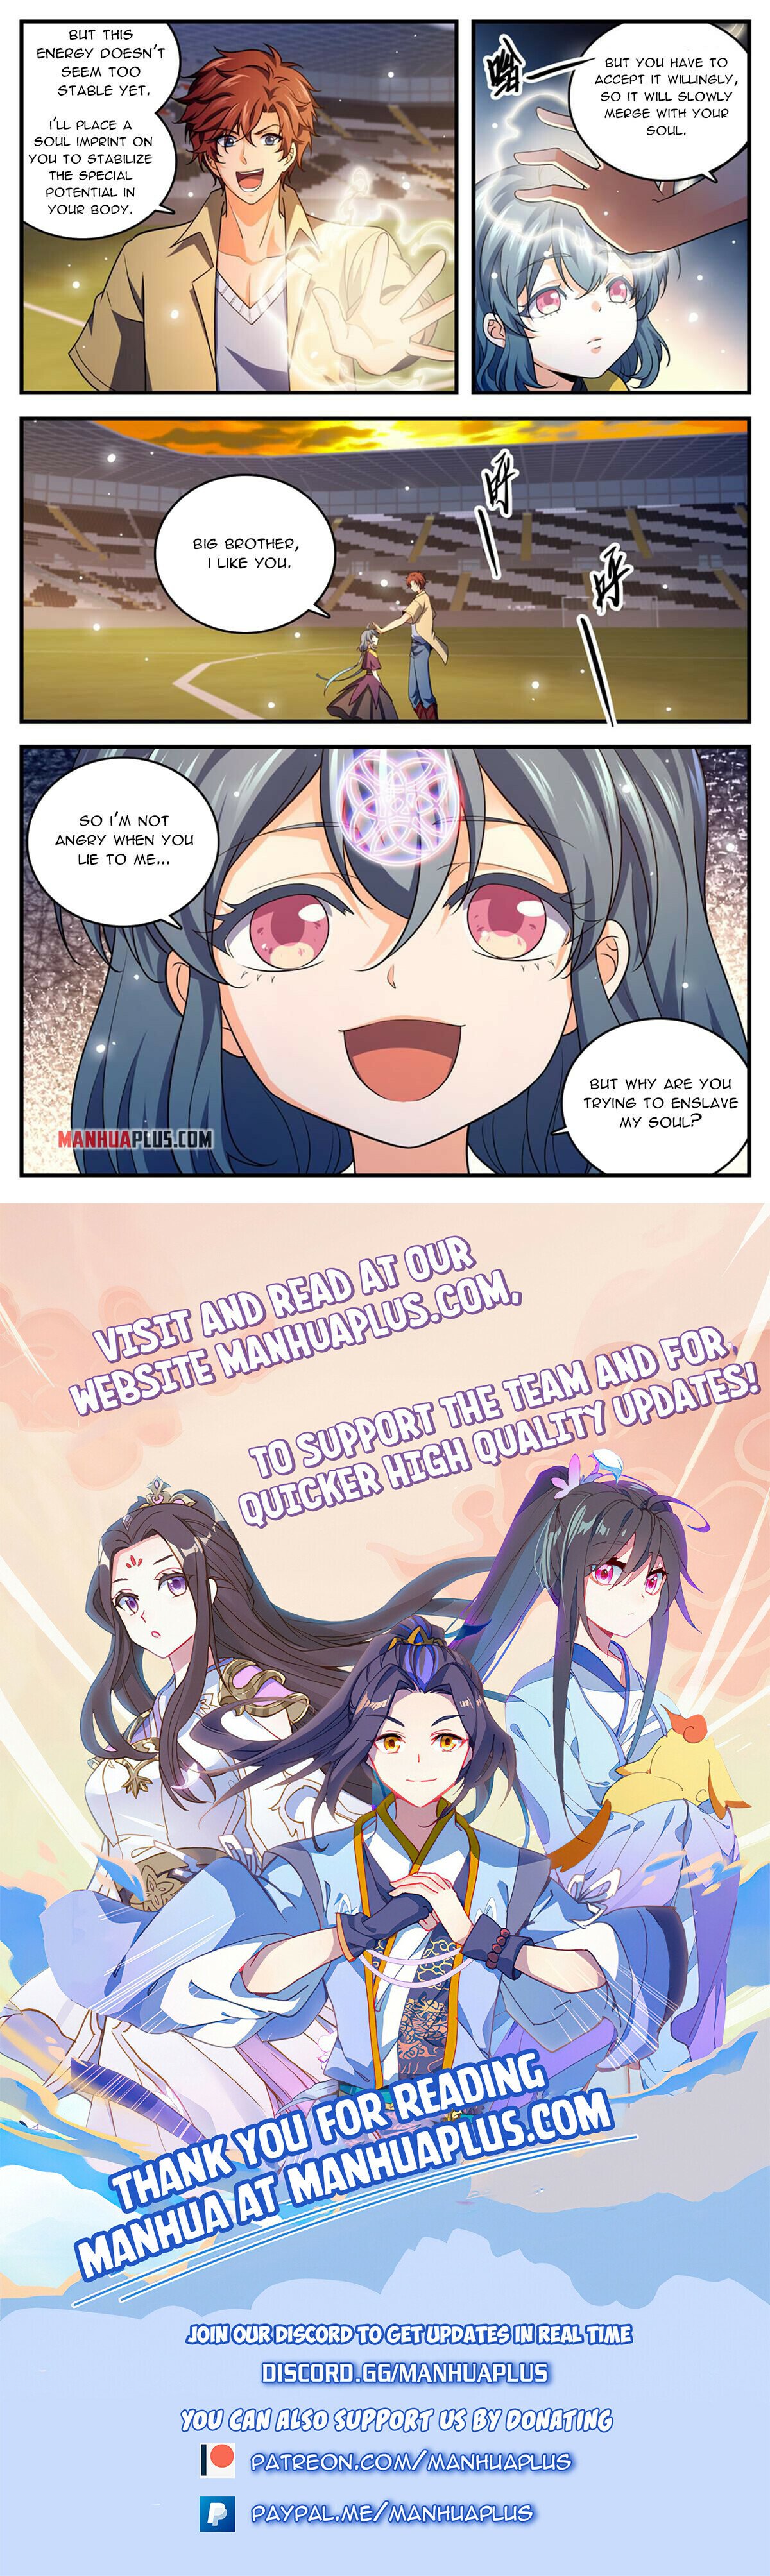 BUT THIS
ENERGY DOESN'T
SEEM TOO
STABLE YET.
I'LL PLACE A
SOUL IMPRINT ON
YOU TO STABILIZE
THE SPECIAL
POTENTIAL IN
YOUR BODY.
BUT YOU HAVE TO
ACCEPT IT WILLINGLY,
SO IT WILL SLOWLY
MERGE WITH YOUR
SOUL.
BIG BROTHER,
I LIKE YOU.
呼
呼
SO I'M NOT
ANGRY WHEN YOU
LIE TO ME...
BUT WHY ARE YOU
TRYING TO ENSLAVE
MY SOUL?
MANHUAPLUS.COM
VISIT AND READ AT OUR
WEBSITE MANHUAPLUS.COM,
TO SUPPORT THE TEAM AND FOR
QUICKER HIGH QUALITY UPDATES!
THANK YOU FOR READING
MANHUA AT MANHUAPLUS.COM
JOIN OUR DISCORD TO GET UPDATES IN REAL TIME
DISCORD.GG/MANHUAPLUS
YOU CAN ALSO SUPPORT US BY DONATING
PATREON.COM/MANHUAPLUS
PAYPAL.ME/MANHUAPLUS